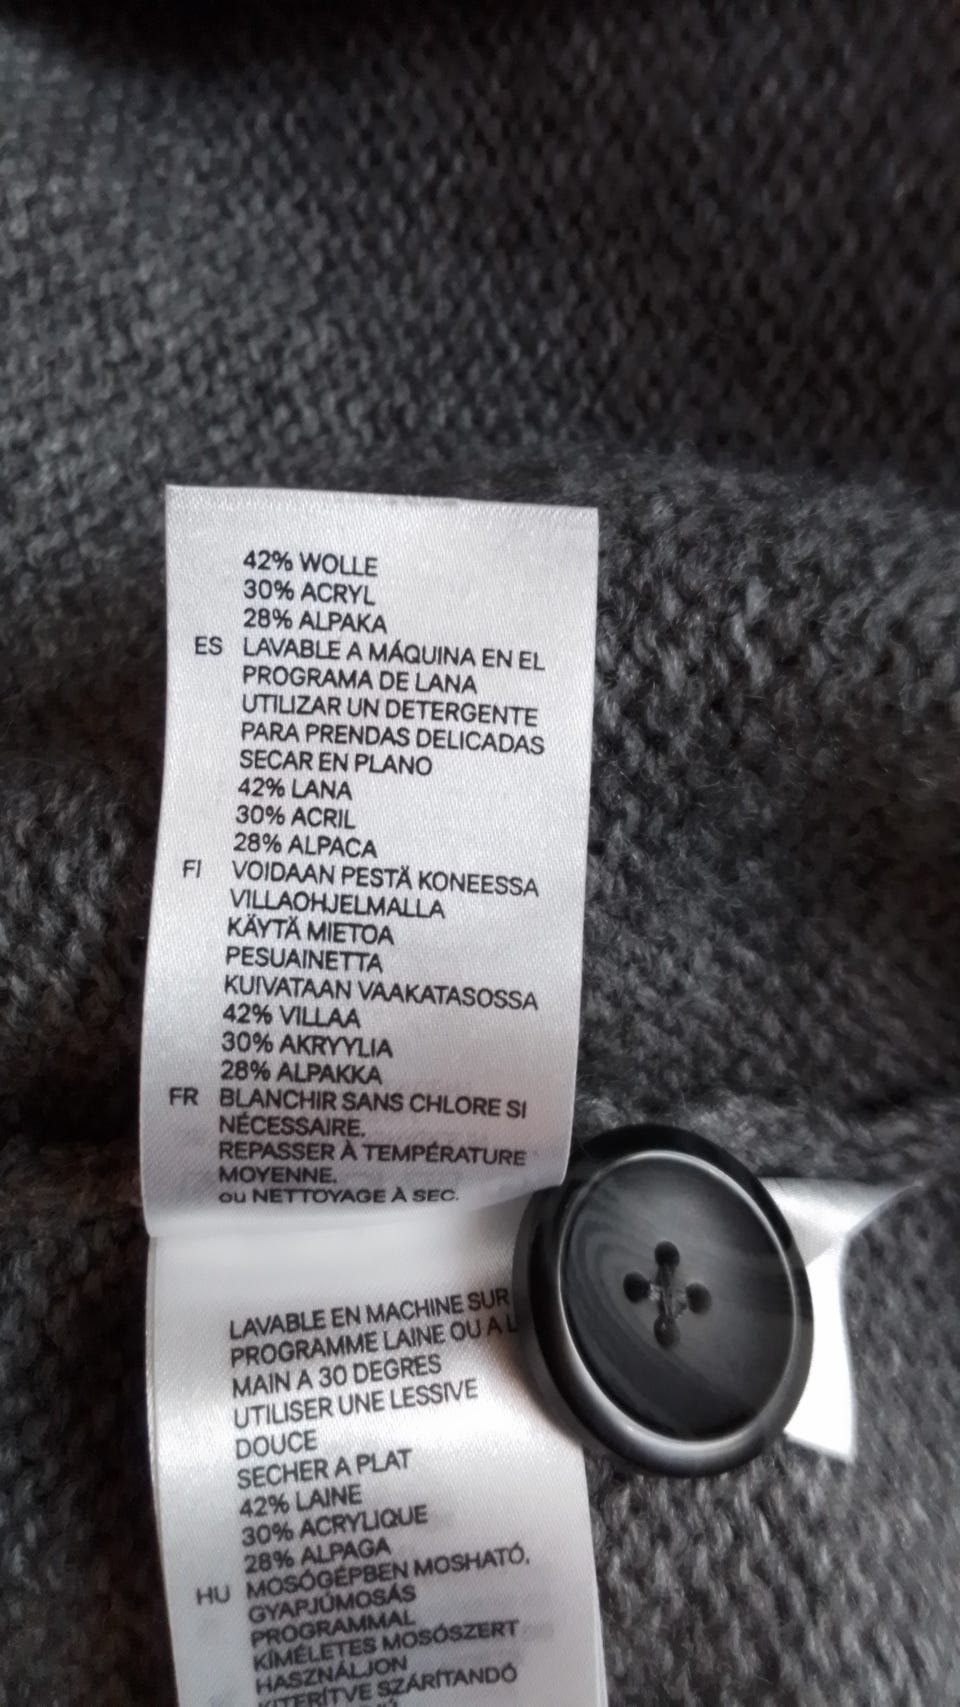 42% WOLLE
30% ACRYL
28% ALPAKA
ES LAVABLE A MÁQUINA EN EL
PROGRAMA DE LANA
UTILIZAR UN DETERGENTE
PARA PRENDAS DELICADAS
SECAR EN PLANO
42% LANA
30% ACRIL
28% ALPACA
FI VOIDAAN PESTÄ KONEESSA
VILLAOHJELMALLA
KÄYTÄ MIETOA
PESUAINETTA
KUIVATAAN VAAKATASOSSA
42% VILLAA
30% AKRYYLIA
28% ALPAKKA
FR BLANCHIR SANS CHLORE SI
NÉCESSAIRE.
REPASSER À TEMPÉRATURE
MOYENNE.
ou NETTOYAGE À SEC.
LAVABLE EN MACHINE SUR
PROGRAMME LAINE OU A L
MAIN A 30 DEGRES
UTILISER UNE LESSIVE
DOUCE
SECHER A PLAT
42% LAINE
30% ACRYLIQUE
28% ALPAGA
HU MOSÓGÉPBEN MOSHATÓ,
GYAPJÚMOSÁS
PROGRAMMAL
KÍMÉLETES MOSÓSZERT
HASZNÁLJON
KITERÍTVE SZÁRÍTANDÓ